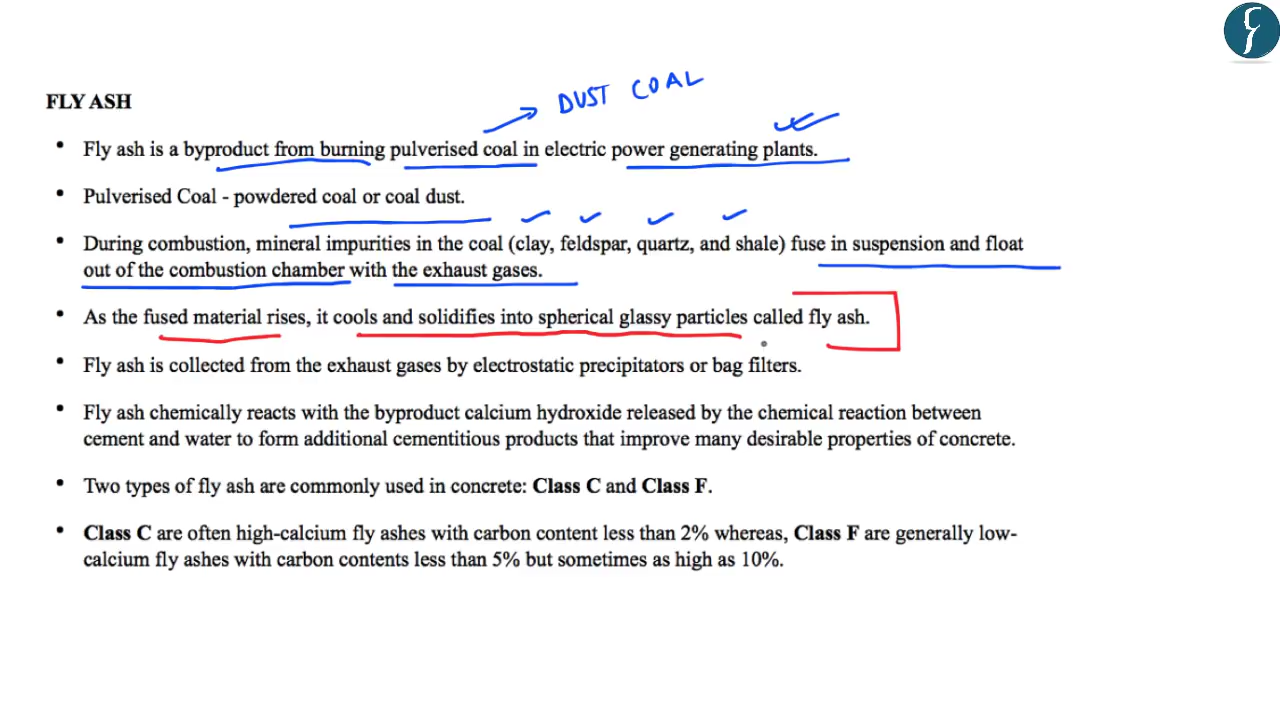 DUST COAL
FLY ASH
• Fly ash is a byproduct from burning pulverised coal in electric power generating plants.
• Pulverised Coal - powdered coal or coal dust.
• During combustion, mineral impurities in the coal (clay, feldspar, quartz, and shale) fuse in suspension and float
out of the combustion chamber with the exhaust gases.
• As the fused material rises, it cools and solidifies into spherical glassy particles called fly ash.
• Fly ash is collected from the exhaust gases by electrostatic precipitators or bag filters.
• Fly ash chemically reacts with the byproduct calcium hydroxide released by the chemical reaction between
cement and water to form additional cementitious products that improve many desirable properties of concrete.
• Two types of fly ash are commonly used in concrete: Class C and Class F.
• Class C are often high-calcium fly ashes with carbon content less than 2% whereas, Class F are generally low-
calcium fly ashes with carbon contents less than 5% but sometimes as high as 10%.